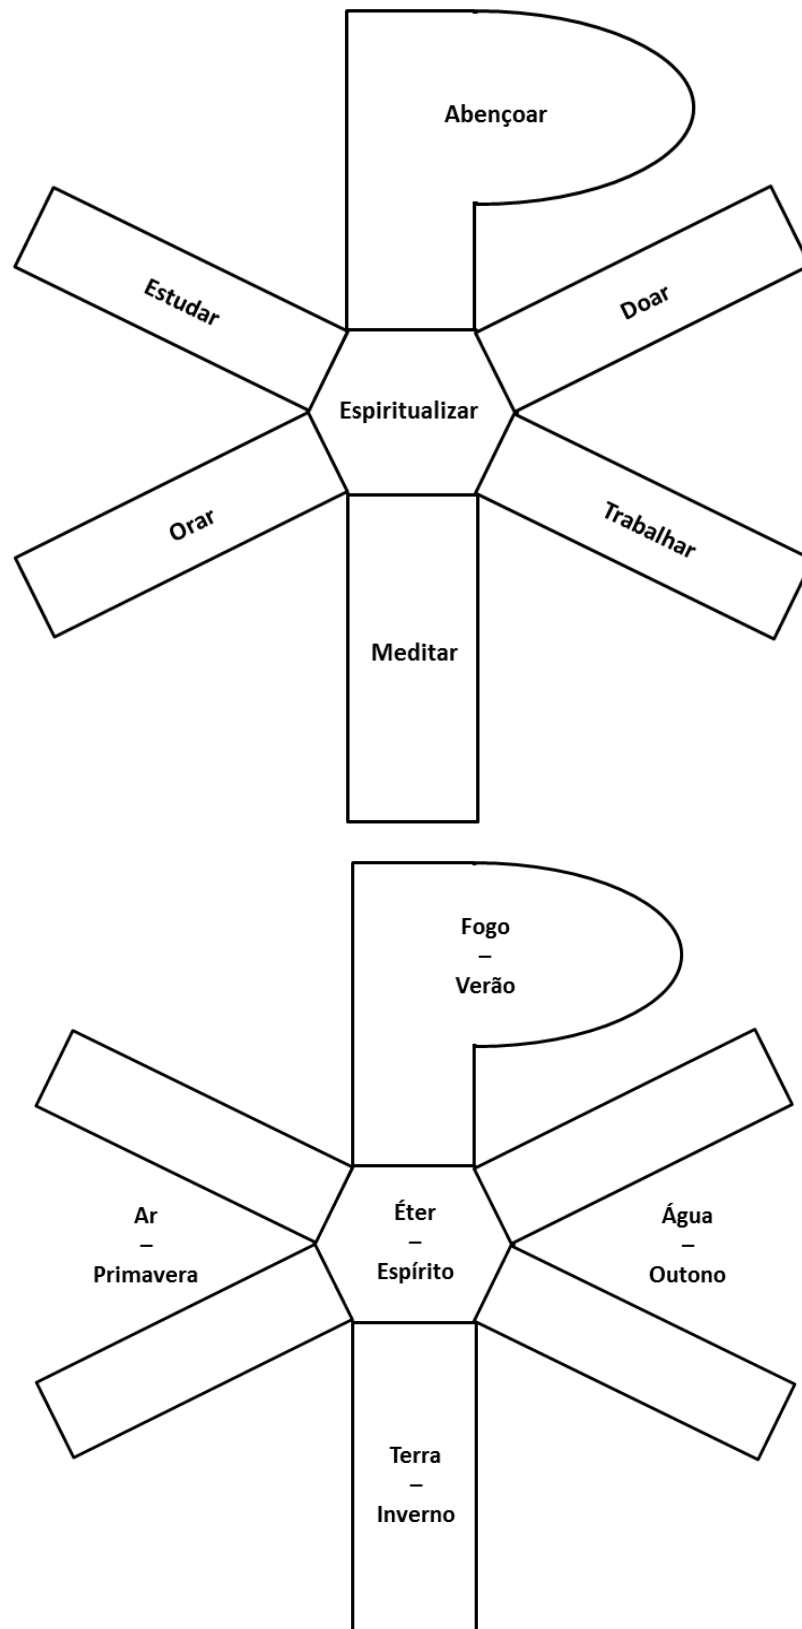 Abençoar
Estudar
Doar
Espiritualizar
Orar
Trabalhar
Meditar
Fogo
–
Verão
Ar
–
Primavera
Éter
–
Espírito
Água
–
Outono
Terra
–
Inverno